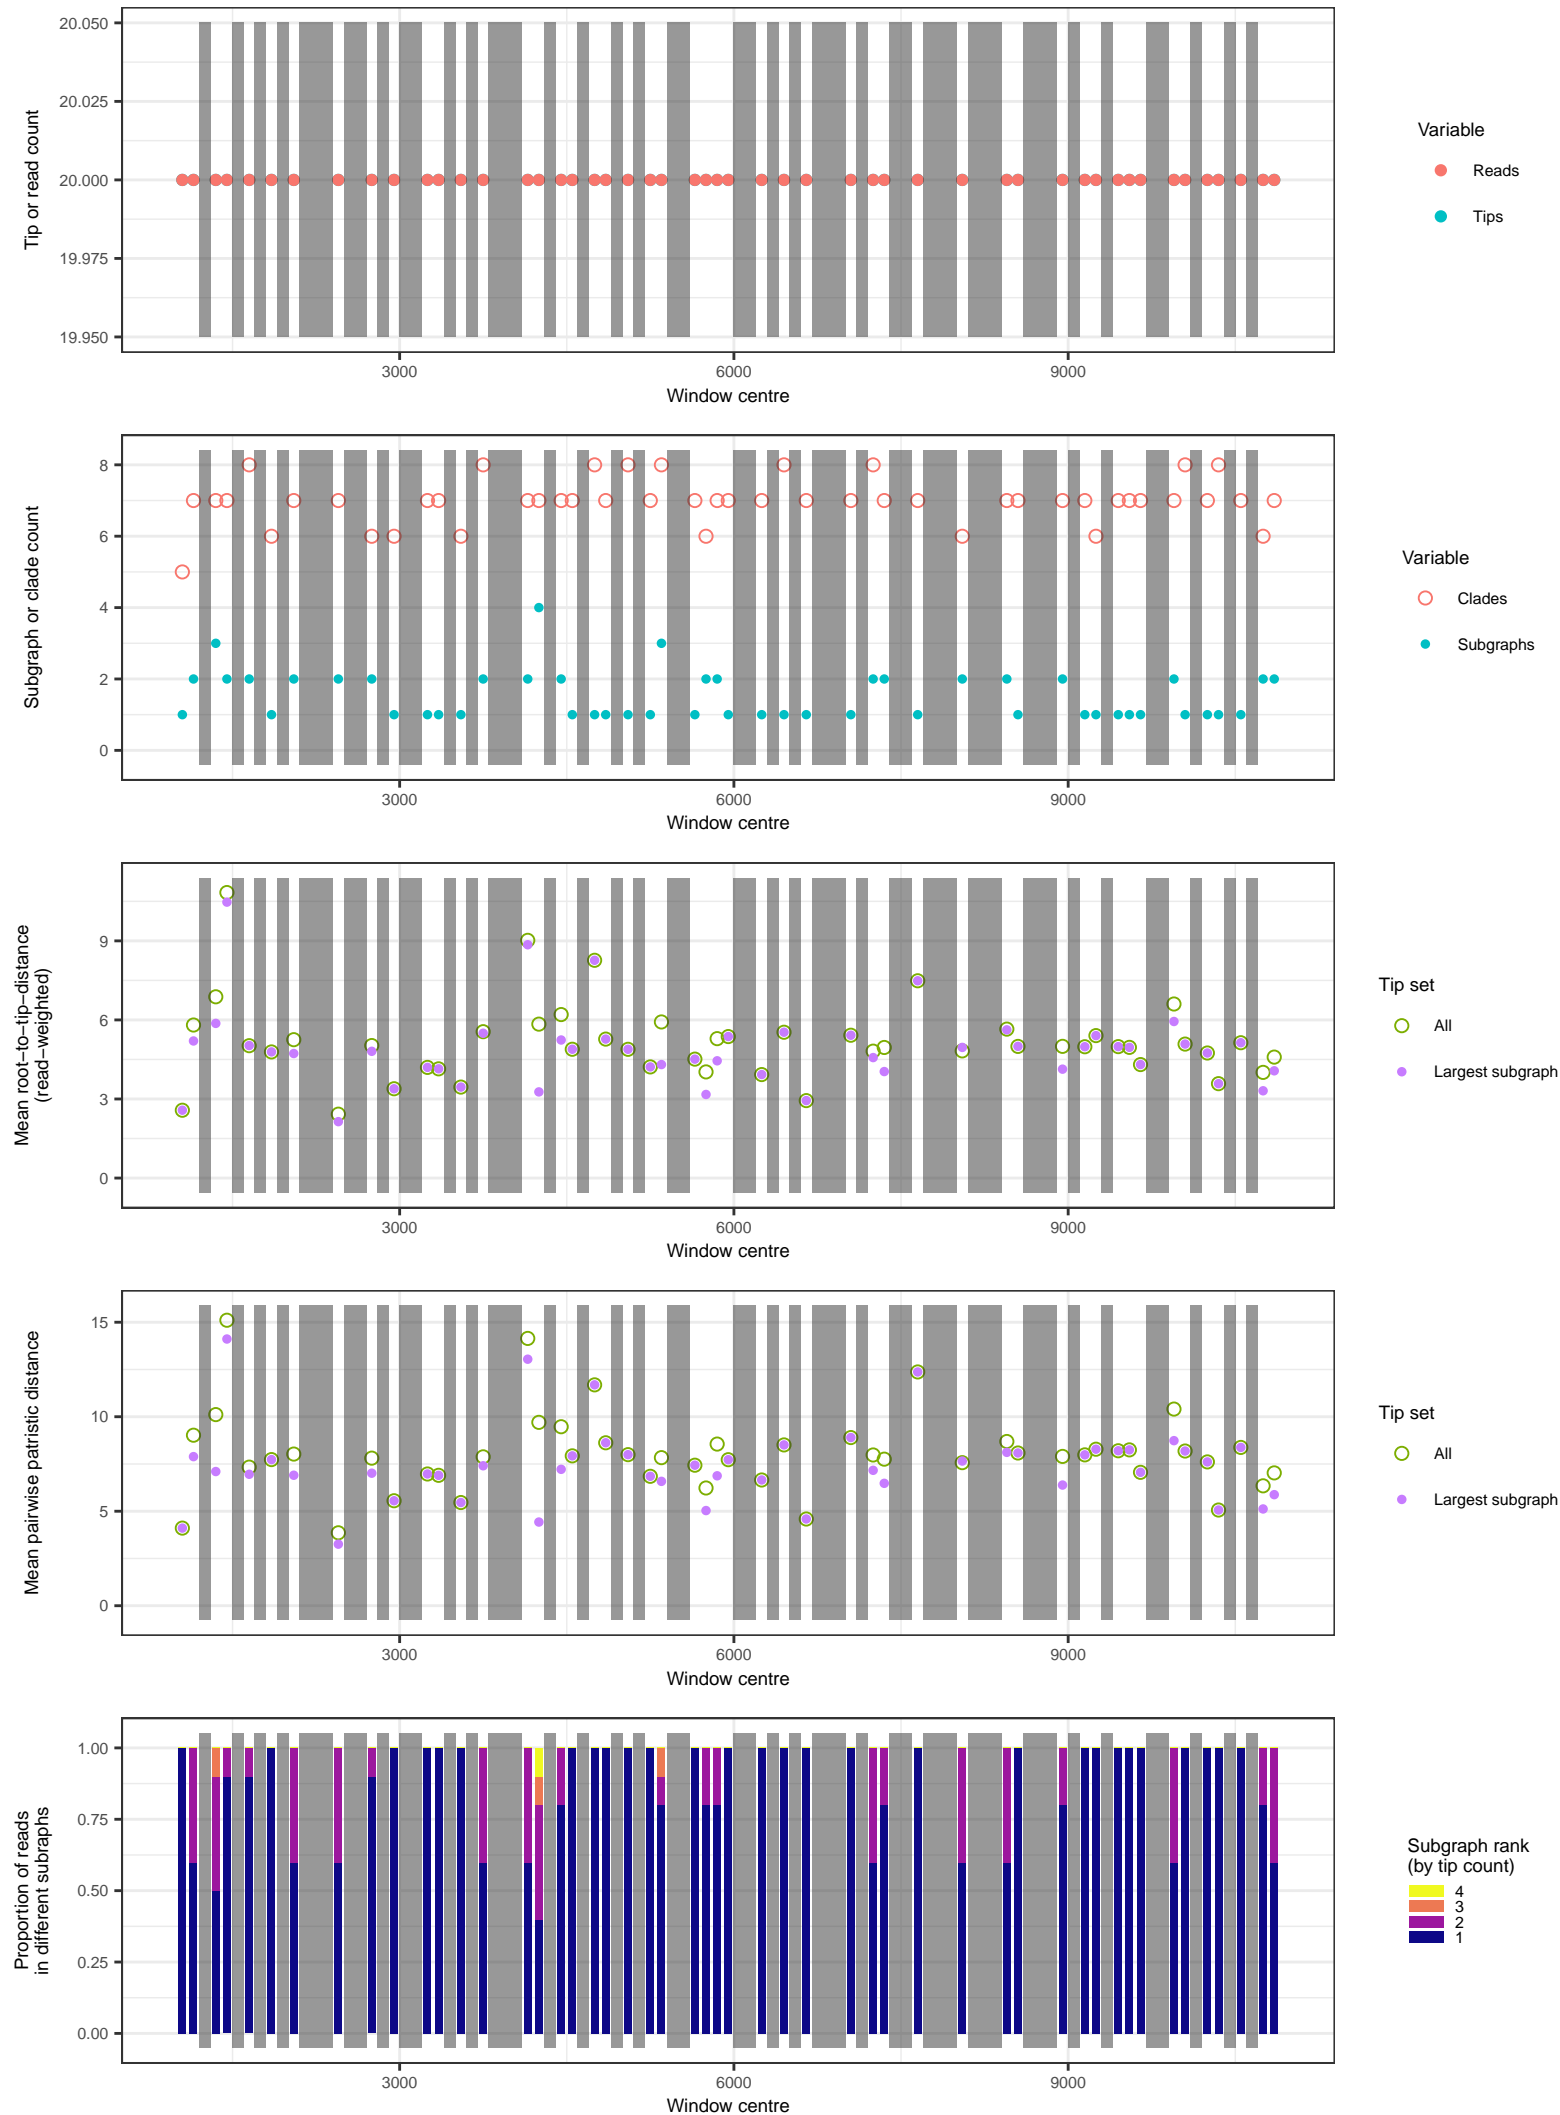 20.050
20.025
20.000
19.975
19.950
Tip or read count
3000
6000
9000
Window centre
Variable
Reads
Tips
8
6
4
2
0
Subgraph or clade count
3000
6000
9000
Window centre
Variable
Clades
Subgraphs
9
6
3
0
Mean root−to−tip−distance
(read−weighted)
3000
6000
9000
Window centre
Tip set
All
Largest subgraph
15
10
5
0
Mean pairwise patristic distance
3000
6000
9000
Window centre
Tip set
All
Largest subgraph
1.00
0.75
0.50
0.25
0.00
Proportion of reads
in different subraphs
3000
6000
9000
Window centre
Subgraph rank
(by tip count)
4
3
2
1